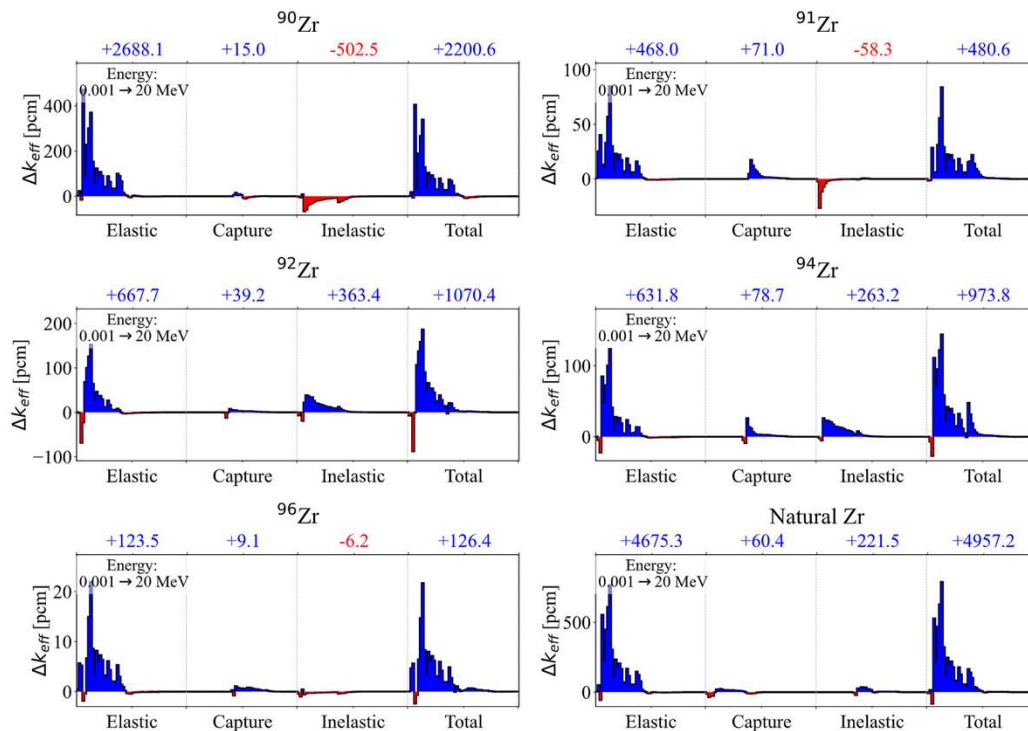 ⁹⁰Zr
+2688.1 +15.0 -502.5 +2200.6
Energy:
0.001→20 MeV
Δk_eff [pcm]
400
200
0
Elastic Capture Inelastic Total
⁹¹Zr
+468.0 +71.0 -58.3 +480.6
Energy:
0.001→20 MeV
Δk_eff [pcm]
100
50
0
Elastic Capture Inelastic Total
⁹²Zr
+667.7 +39.2 +363.4 +1070.4
Energy:
0.001→20 MeV
Δk_eff [pcm]
200
100
0
−100
Elastic Capture Inelastic Total
⁹⁴Zr
+631.8 +78.7 +263.2 +973.8
Energy:
0.001→20 MeV
Δk_eff [pcm]
100
0
Elastic Capture Inelastic Total
⁹⁶Zr
+123.5 +9.1 -6.2 +126.4
Energy:
0.001→20 MeV
Δk_eff [pcm]
20
10
0
Elastic Capture Inelastic Total
Natural Zr
+4675.3 +60.4 +221.5 +4957.2
Energy:
0.001→20 MeV
Δk_eff [pcm]
500
0
Elastic Capture Inelastic Total